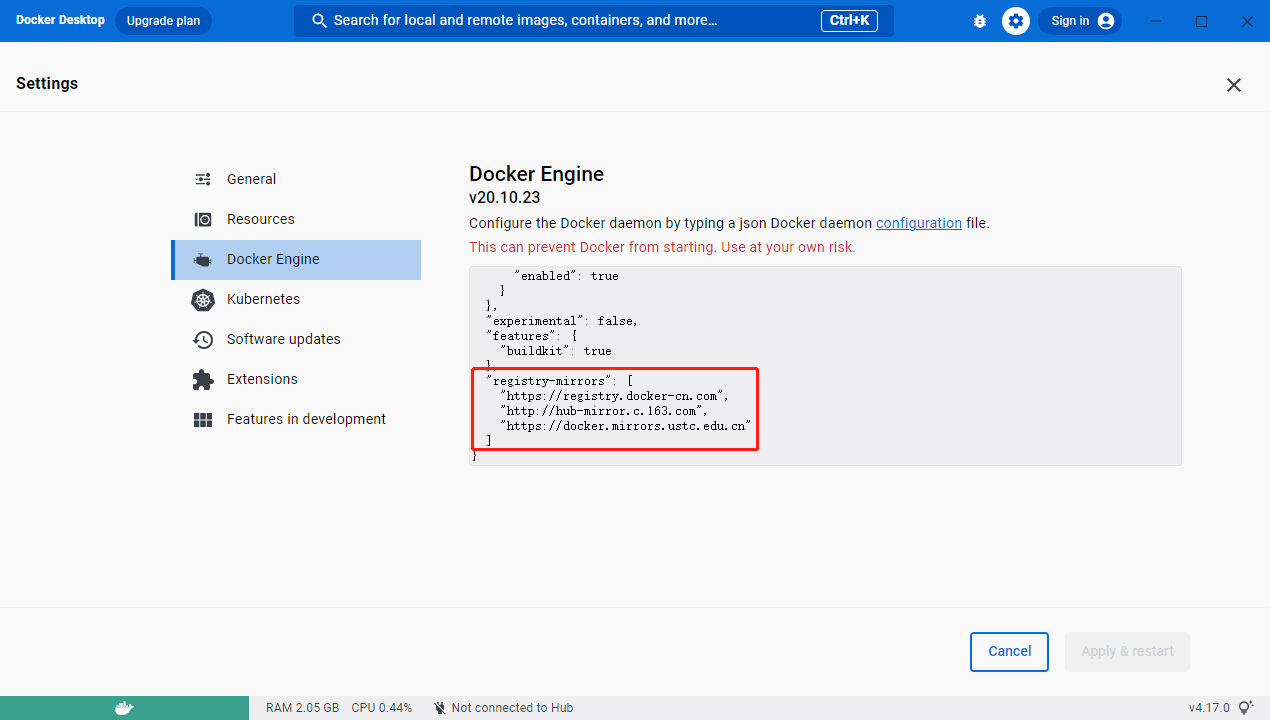 Docker Desktop Upgrade plan Search for local and remote images, containers, and more... Ctrl+K Sign in
Settings
General
Resources
Docker Engine
Kubernetes
Software updates
Extensions
Features in development
Docker Engine
v20.10.23
Configure the Docker daemon by typing a json Docker daemon configuration file.
This can prevent Docker from starting. Use at your own risk.
"enabled": true
}
},
"experimental": false,
"features": {
"buildkit": true
},
"registry-mirrors": [
"https://registry.docker-cn.com",
"http://hub-mirror.c.163.com",
"https://docker.mirrors.ustc.edu.cn"
]
}
Cancel Apply & restart
RAM 2.05 GB CPU 0.44% Not connected to Hub v4.17.0